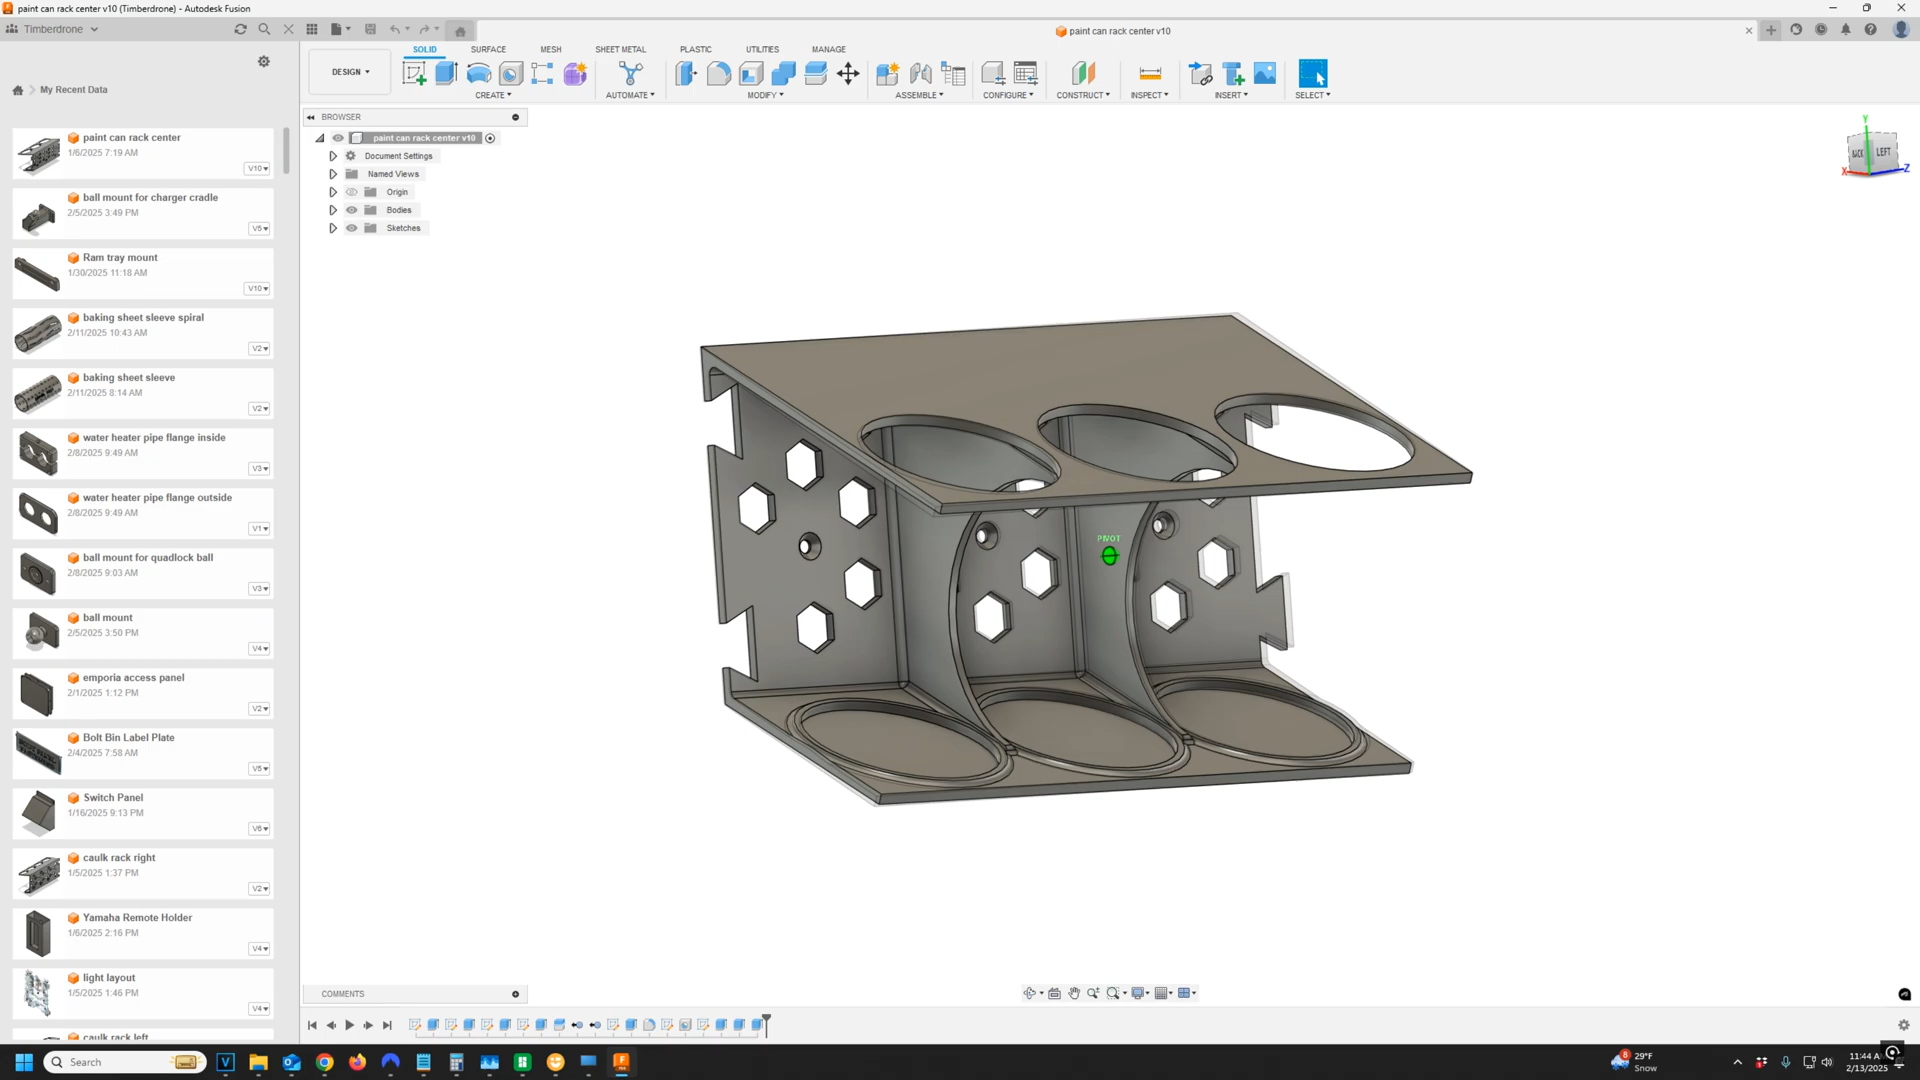 paint can rack center v10 (Timberdrone) - Autodesk Fusion
Timberdrone
paint can rack center v10
My Recent Data
paint can rack center
1/6/2025 7:19 AM
V10
ball mount for charger cradle
2/5/2025 3:49 PM
V5
Ram tray mount
1/30/2025 11:18 AM
V10
baking sheet sleeve spiral
2/11/2025 10:43 AM
V2
baking sheet sleeve
2/11/2025 8:14 AM
V2
water heater pipe flange inside
2/8/2025 9:49 AM
V3
water heater pipe flange outside
2/8/2025 9:49 AM
V1
ball mount for quadlock ball
2/8/2025 9:03 AM
V3
ball mount
2/5/2025 3:50 PM
V4
emporia access panel
2/1/2025 1:12 PM
V2
Bolt Bin Label Plate
2/4/2025 7:58 AM
V5
Switch Panel
1/16/2025 9:13 PM
V6
caulk rack right
1/5/2025 1:37 PM
V2
Yamaha Remote Holder
1/6/2025 2:16 PM
V4
light layout
1/5/2025 1:46 PM
V4
caulk rack left
DESIGN
SOLID SURFACE MESH SHEET METAL PLASTIC UTILITIES MANAGE
CREATE AUTOMATE MODIFY ASSEMBLE CONFIGURE CONSTRUCT INSPECT INSERT SELECT
BROWSER
paint can rack center v10
Document Settings
Named Views
Origin
Bodies
Sketches
Y
BACK LEFT
X Z
PIVOT
COMMENTS
Search
8
29°F
Snow
11:44 AM
2/13/2025